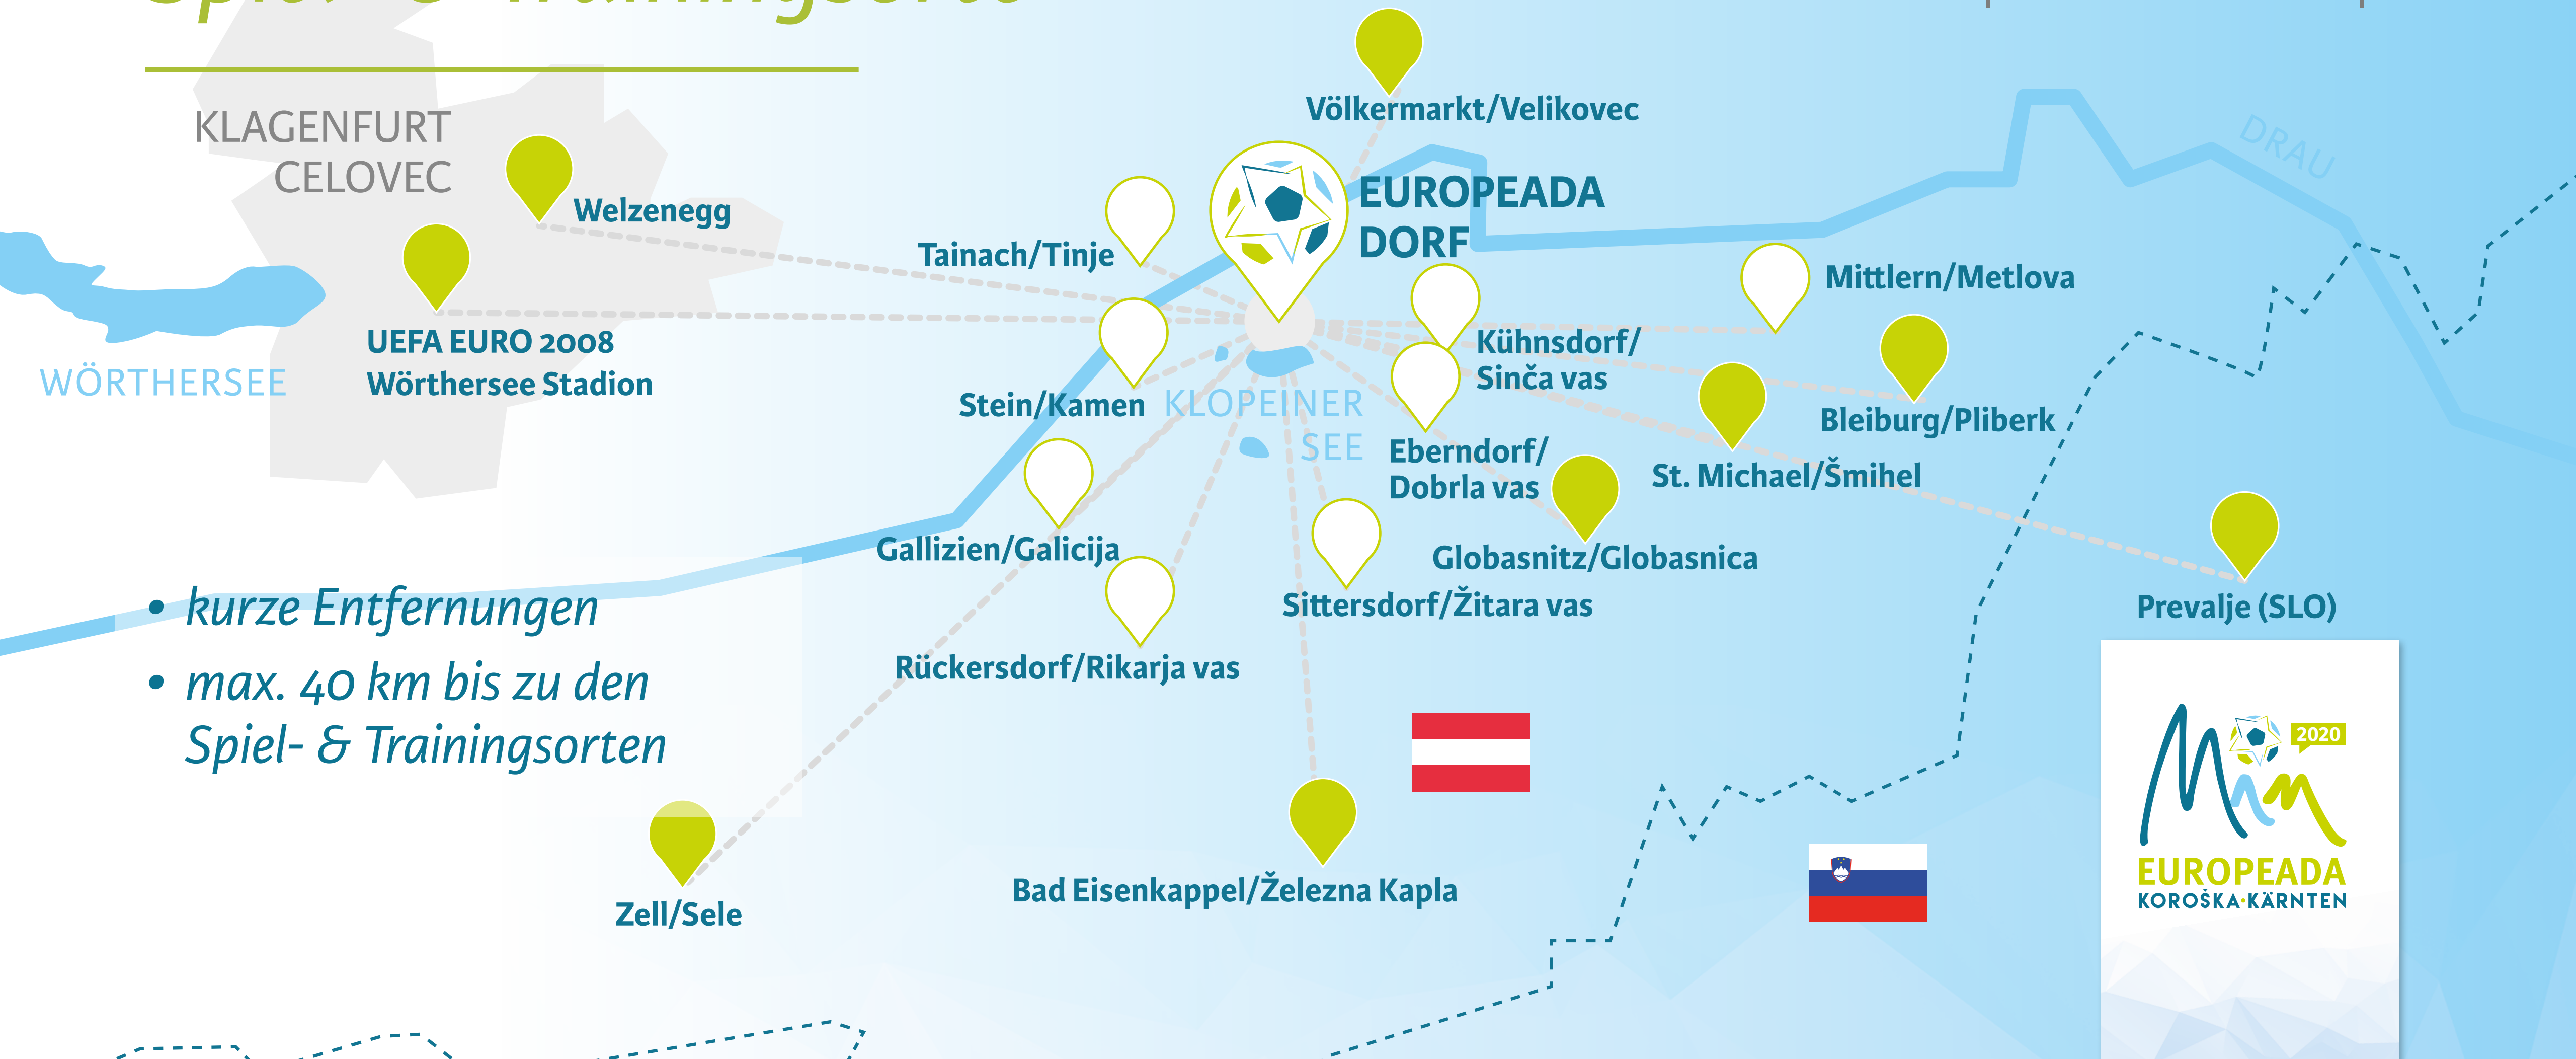 KLAGENFURT
CELOVEC
Völkermarkt/Velikovec
DRAU
Welzenegg
EUROPEADA
DORF
Tainach/Tinje
Mittlern/Metlova
UEFA EURO 2008
Wörthersee Stadion
WÖRTHERSEE
Kühnsdorf/
Sinča vas
Stein/Kamen
KLOPEINER
SEE
Bleiburg/Pliberk
Eberndorf/
Dobrla vas
St. Michael/Šmihel
Gallizien/Galicija
Globasnitz/Globasnica
Sittersdorf/Žitara vas
Prevalje (SLO)
• kurze Entfernungen
• max. 40 km bis zu den
Spiel- & Trainingsorten
Rückersdorf/Rikarja vas
Bad Eisenkappel/Železna Kapla
Zell/Sele
2020
EUROPEADA
KOROŠKA·KÄRNTEN